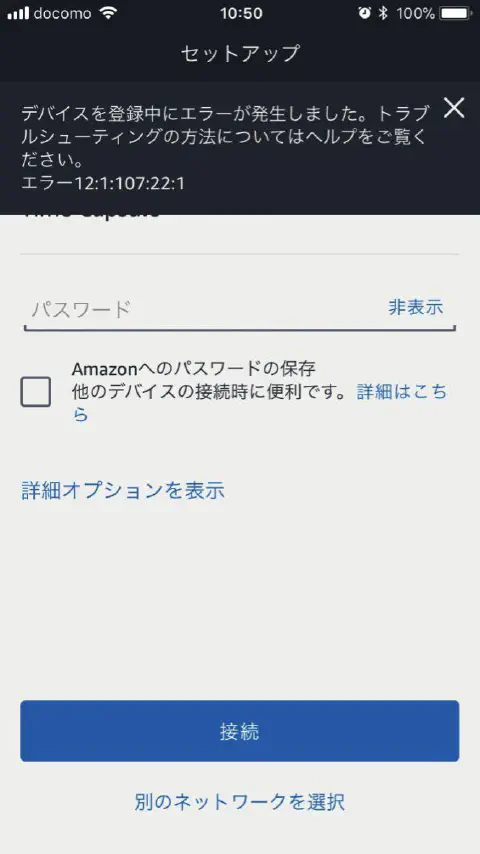 docomo 10:50 100%
セットアップ
デバイスを登録中にエラーが発生しました。トラブ
ルシューティングの方法についてはヘルプをご覧く
ださい。
エラー12:1:107:22:1
パスワード 非表示
Amazonへのパスワードの保存
他のデバイスの接続時に便利です。詳細はこち
ら
詳細オプションを表示
接続
別のネットワークを選択